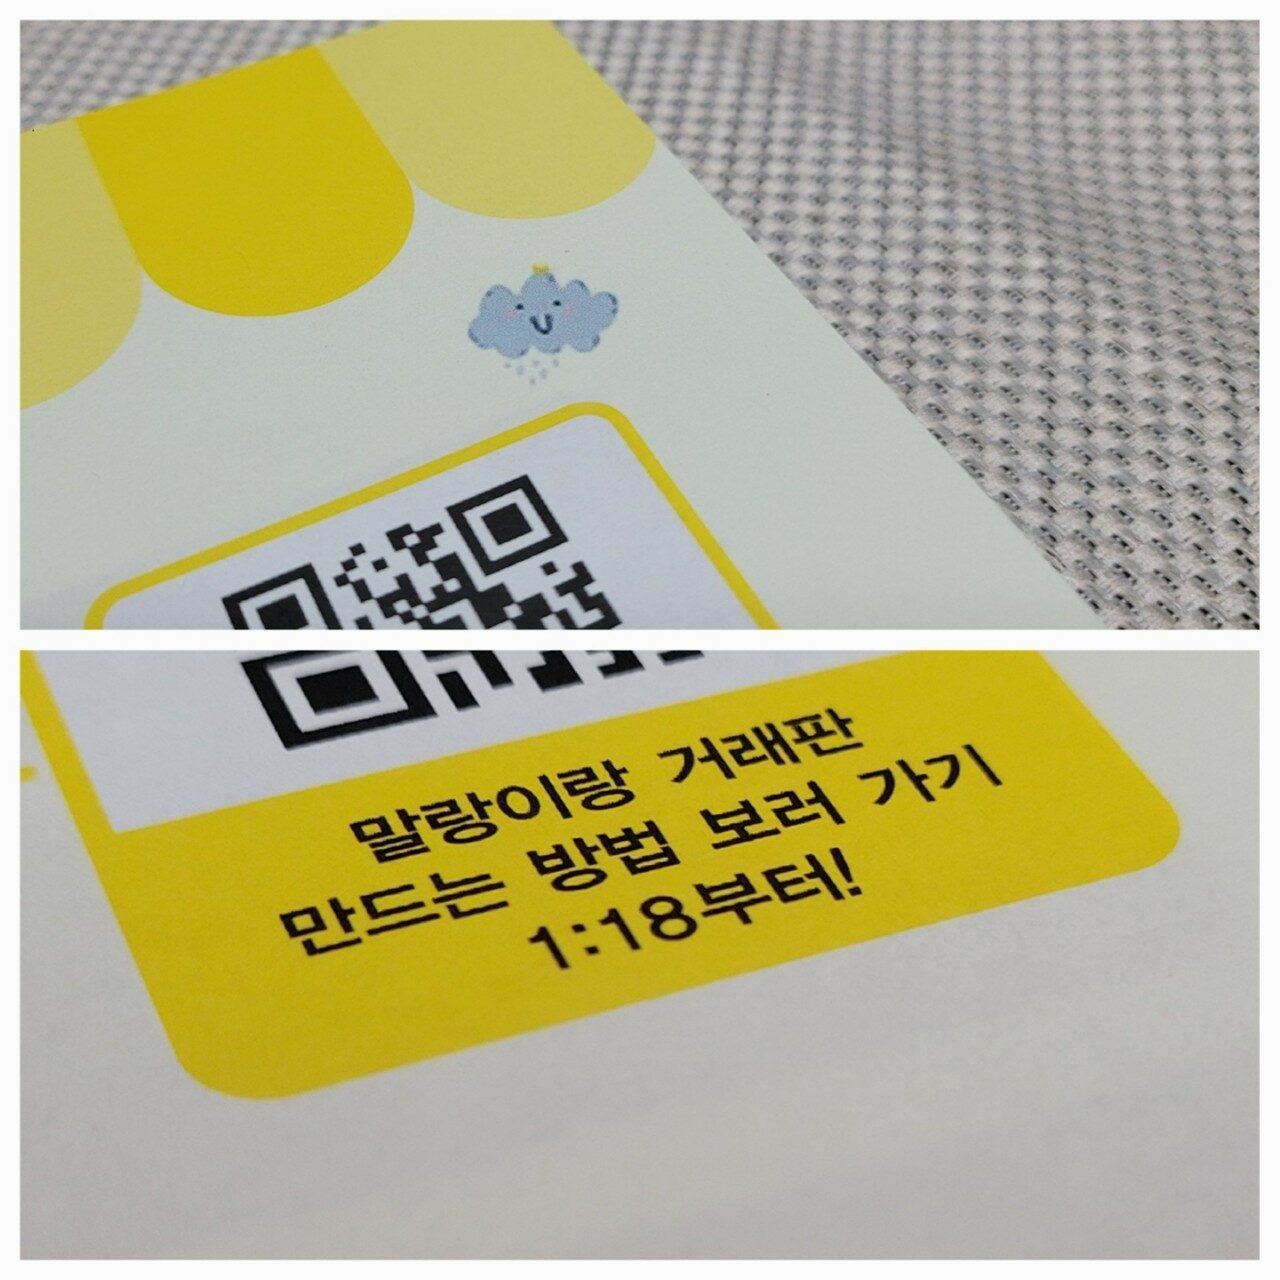 말랑이랑 거래판
만드는 방법 보러 가기
1:18부터!